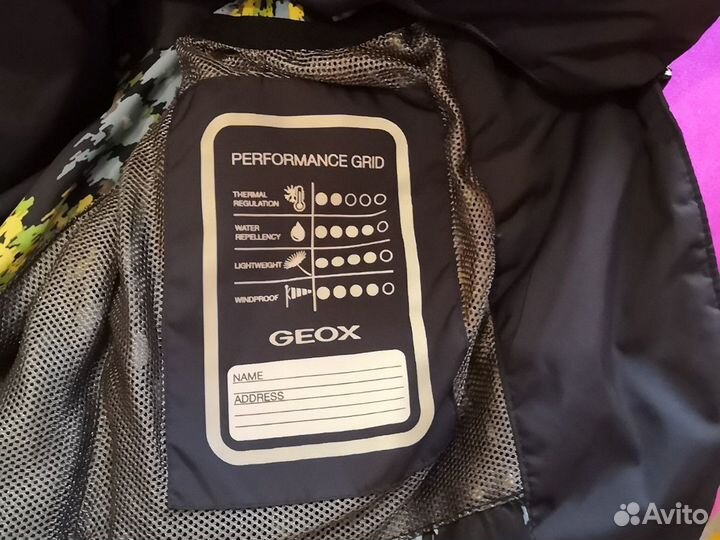 PERFORMANCE GRID
THERMAL
REGULATION
WATER
REPELLENCY
LIGHTWEIGHT
WINDPROOF
GEOX
NAME
ADDRESS
Avito